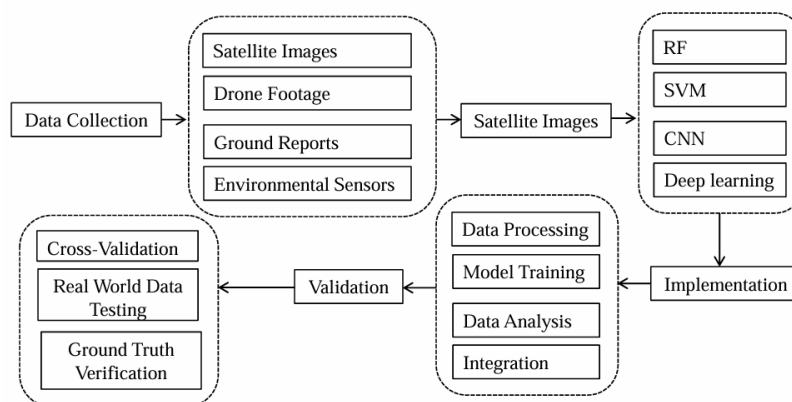 Data Collection
Satellite Images
Drone Footage
Ground Reports
Environmental Sensors
Satellite Images
RF
SVM
CNN
Deep learning
Implementation
Data Processing
Model Training
Data Analysis
Integration
Validation
Cross-Validation
Real World Data
Testing
Ground Truth
Verification